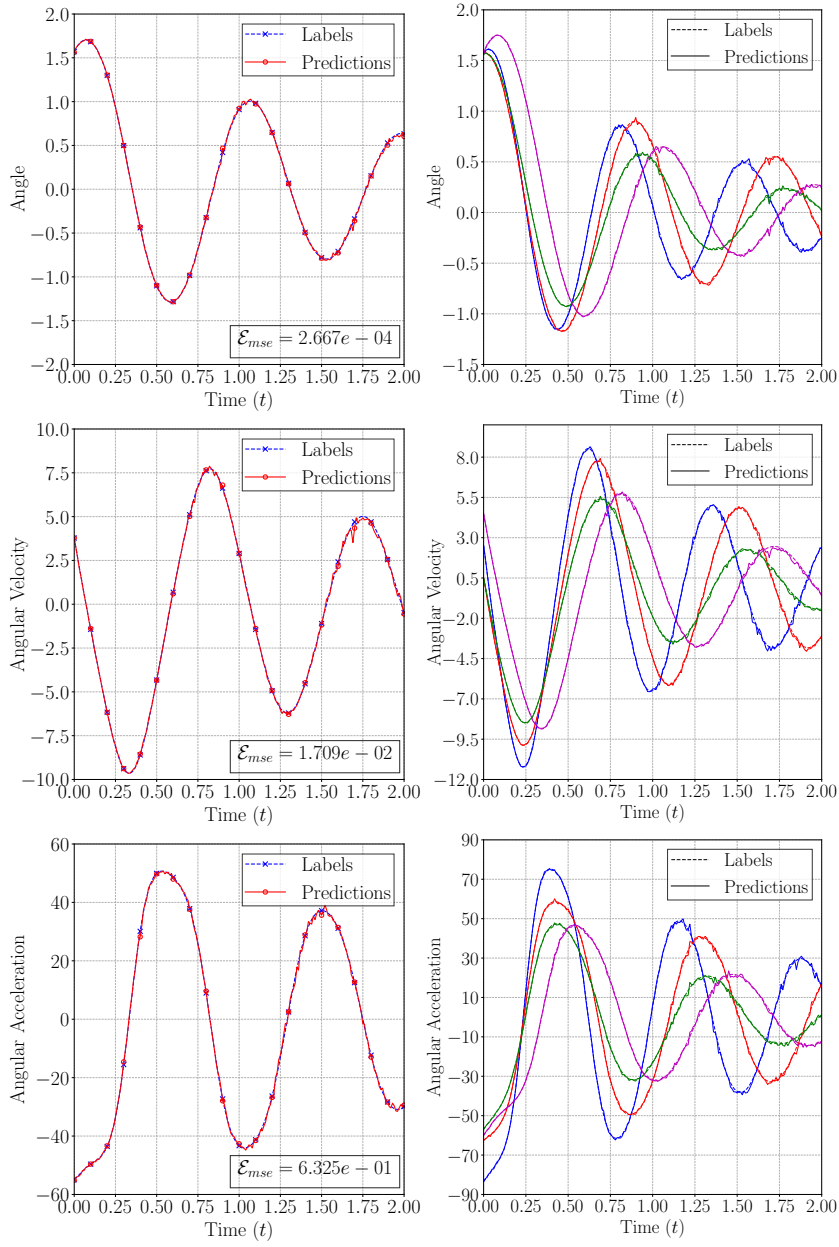 2.0
1.5
1.0
0.5
0.0
−0.5
−1.0
−1.5
−2.0
Angle
Labels
Predictions
ℰmse = 2.667e − 04
0.00 0.25 0.50 0.75 1.00 1.25 1.50 1.75 2.00
Time (t)
2.0
1.5
1.0
0.5
0.0
−0.5
−1.0
−1.5
Angle
Labels
Predictions
0.00 0.25 0.50 0.75 1.00 1.25 1.50 1.75 2.00
Time (t)
10.0
7.5
5.0
2.5
0.0
−2.5
−5.0
−7.5
−10.0
Angular Velocity
Labels
Predictions
ℰmse = 1.709e − 02
0.00 0.25 0.50 0.75 1.00 1.25 1.50 1.75 2.00
Time (t)
8.0
5.5
3.0
0.5
−2.0
−4.5
−7.0
−9.5
−12.0
Angular Velocity
Labels
Predictions
0.00 0.25 0.50 0.75 1.00 1.25 1.50 1.75 2.00
Time (t)
60
40
20
0
−20
−40
−60
Angular Acceleration
Labels
Predictions
ℰmse = 6.325e − 01
0.00 0.25 0.50 0.75 1.00 1.25 1.50 1.75 2.00
Time (t)
90
70
50
30
10
−10
−30
−50
−70
−90
Angular Acceleration
Labels
Predictions
0.00 0.25 0.50 0.75 1.00 1.25 1.50 1.75 2.00
Time (t)